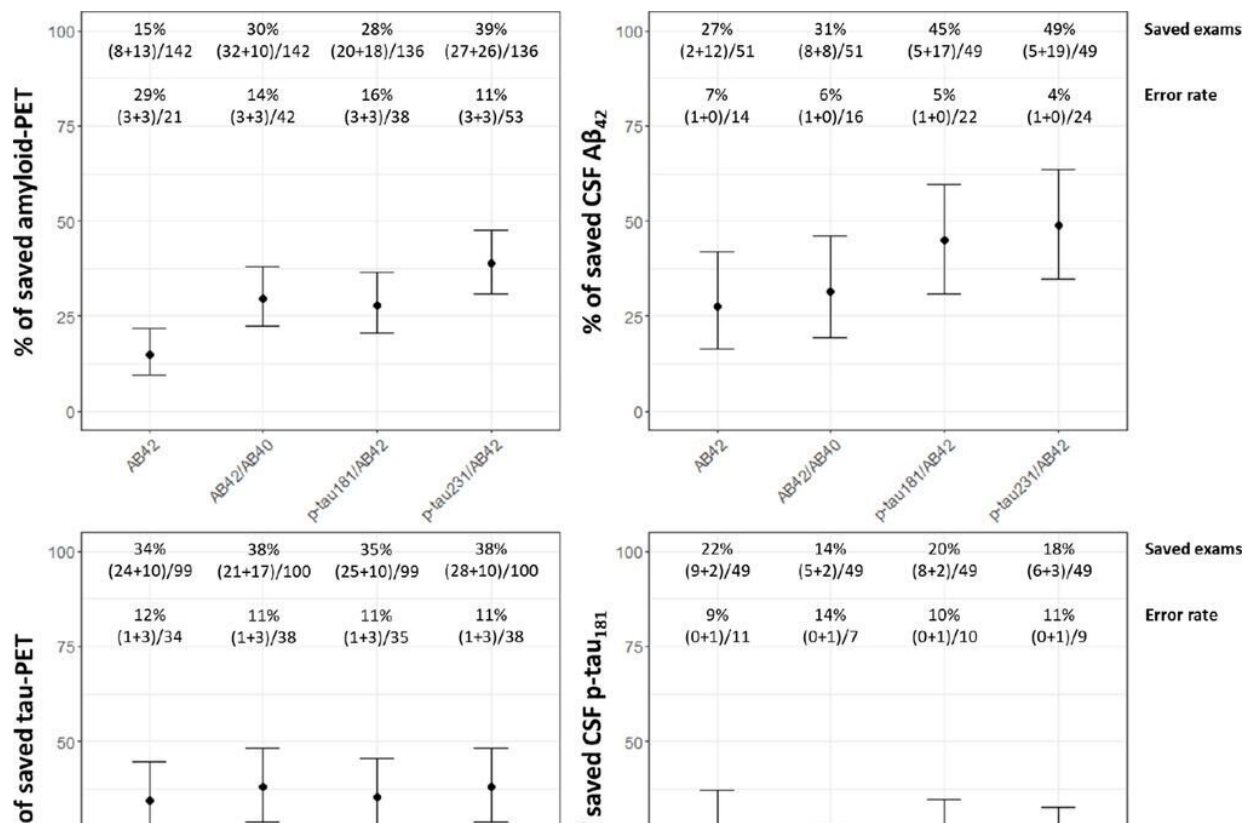 100 15% 30% 28% 39%
(8+13)/142 (32+10)/142 (20+18)/136 (27+26)/136
29% 14% 16% 11%
(3+3)/21 (3+3)/42 (3+3)/38 (3+3)/53
75
50
25
0
% of saved amyloid-PET
AB42 AB42/AB40 p-tau181/AB42 p-tau231/AB42
100 27% 31% 45% 49% Saved exams
(2+12)/51 (8+8)/51 (5+17)/49 (5+19)/49
7% 6% 5% 4% Error rate
(1+0)/14 (1+0)/16 (1+0)/22 (1+0)/24
75
50
25
0
% of saved CSF Aβ42
AB42 AB42/AB40 p-tau181/AB42 p-tau231/AB42
100 34% 38% 35% 38%
(24+10)/99 (21+17)/100 (25+10)/99 (28+10)/100
12% 11% 11% 11%
(1+3)/34 (1+3)/38 (1+3)/35 (1+3)/38
75
50
of saved tau-PET
100 22% 14% 20% 18% Saved exams
(9+2)/49 (5+2)/49 (8+2)/49 (6+3)/49
9% 14% 10% 11% Error rate
(0+1)/11 (0+1)/7 (0+1)/10 (0+1)/9
75
50
saved CSF p-tau181